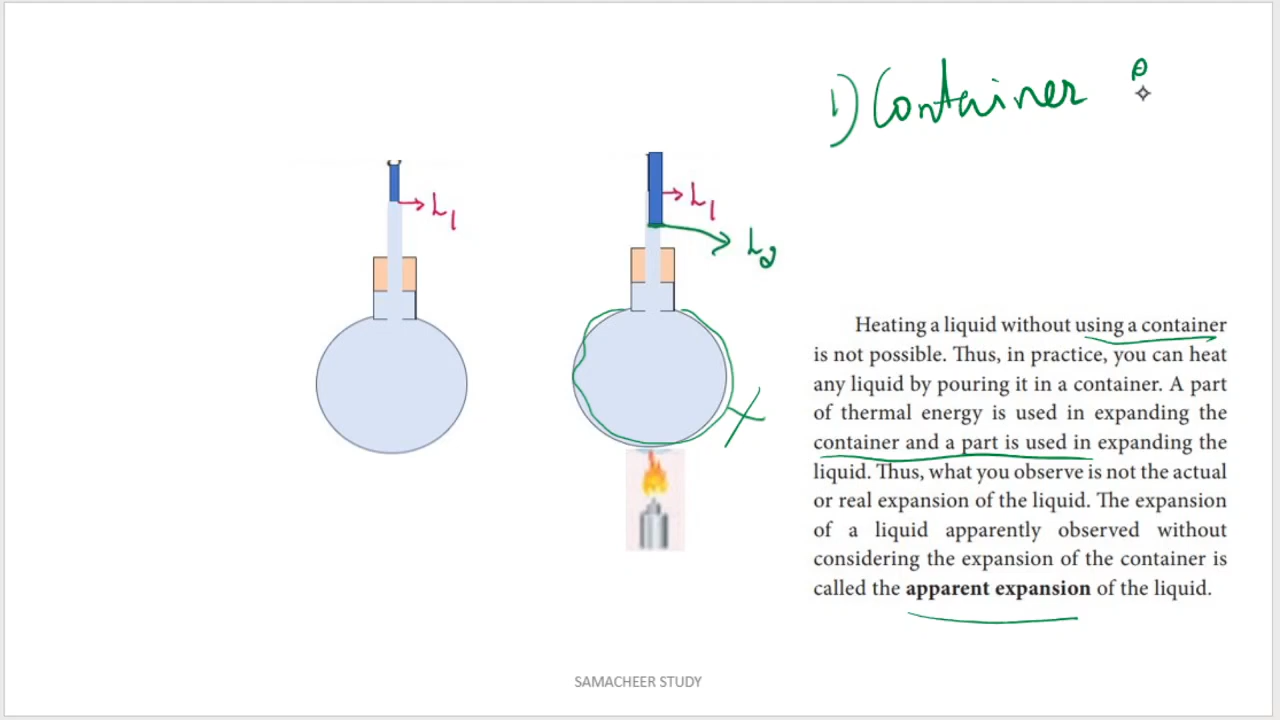 1) Container
L1
L1
L2
Heating a liquid without using a container
is not possible. Thus, in practice, you can heat
any liquid by pouring it in a container. A part
of thermal energy is used in expanding the
container and a part is used in expanding the
liquid. Thus, what you observe is not the actual
or real expansion of the liquid. The expansion
of a liquid apparently observed without
considering the expansion of the container is
called the apparent expansion of the liquid.
SAMACHEER STUDY